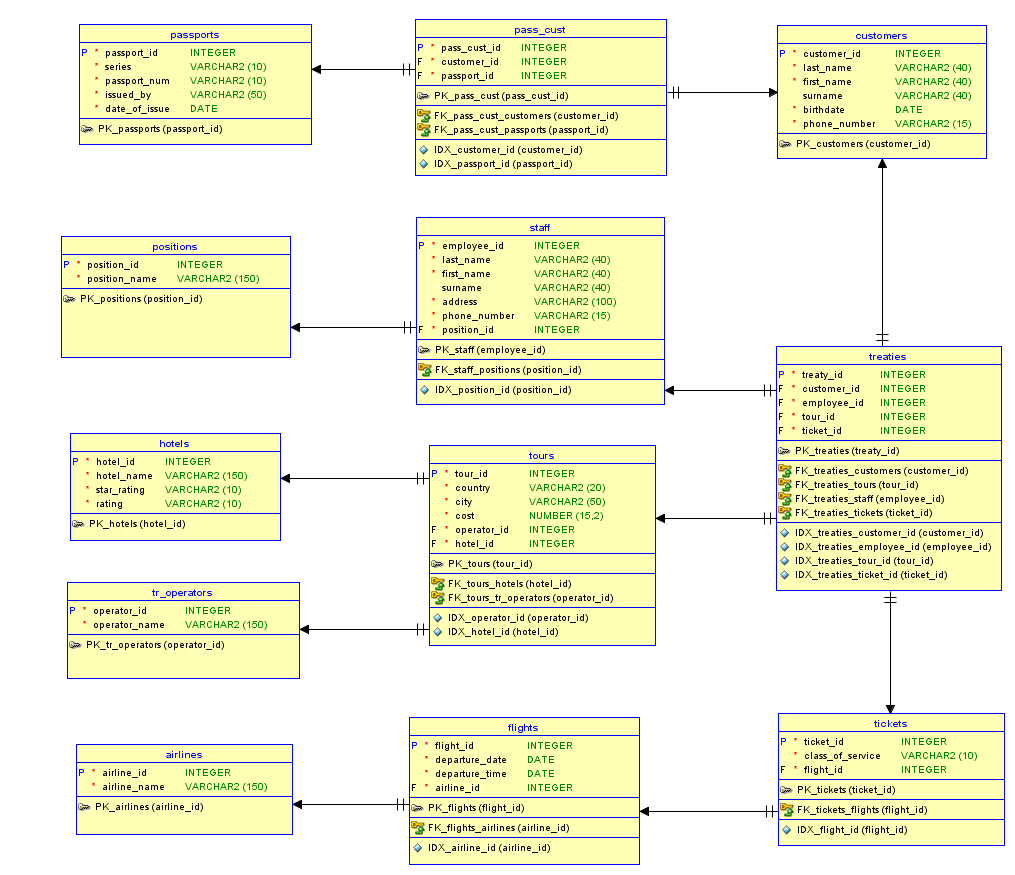 passports
P * passport_id INTEGER
* series VARCHAR2 (10)
* passport_num VARCHAR2 (10)
* issued_by VARCHAR2 (50)
* date_of_issue DATE
PK_passports (passport_id)
pass_cust
P * pass_cust_id INTEGER
F * customer_id INTEGER
F * passport_id INTEGER
PK_pass_cust (pass_cust_id)
FK_pass_cust_customers (customer_id)
FK_pass_cust_passports (passport_id)
IDX_customer_id (customer_id)
IDX_passport_id (passport_id)
customers
P * customer_id INTEGER
* last_name VARCHAR2 (40)
* first_name VARCHAR2 (40)
surname VARCHAR2 (40)
* birthdate DATE
* phone_number VARCHAR2 (15)
PK_customers (customer_id)
positions
P * position_id INTEGER
* position_name VARCHAR2 (150)
PK_positions (position_id)
staff
P * employee_id INTEGER
* last_name VARCHAR2 (40)
* first_name VARCHAR2 (40)
surname VARCHAR2 (40)
* address VARCHAR2 (100)
* phone_number VARCHAR2 (15)
F * position_id INTEGER
PK_staff (employee_id)
FK_staff_positions (position_id)
IDX_position_id (position_id)
treaties
P * treaty_id INTEGER
F * customer_id INTEGER
F * employee_id INTEGER
F * tour_id INTEGER
F * ticket_id INTEGER
PK_treaties (treaty_id)
FK_treaties_customers (customer_id)
FK_treaties_tours (tour_id)
FK_treaties_staff (employee_id)
FK_treaties_tickets (ticket_id)
IDX_treaties_customer_id (customer_id)
IDX_treaties_employee_id (employee_id)
IDX_treaties_tour_id (tour_id)
IDX_treaties_ticket_id (ticket_id)
hotels
P * hotel_id INTEGER
* hotel_name VARCHAR2 (150)
* star_rating VARCHAR2 (10)
* rating VARCHAR2 (10)
PK_hotels (hotel_id)
tours
P * tour_id INTEGER
* country VARCHAR2 (20)
* city VARCHAR2 (50)
* cost NUMBER (15,2)
F * operator_id INTEGER
F * hotel_id INTEGER
PK_tours (tour_id)
FK_tours_hotels (hotel_id)
FK_tours_tr_operators (operator_id)
IDX_operator_id (operator_id)
IDX_hotel_id (hotel_id)
tr_operators
P * operator_id INTEGER
* operator_name VARCHAR2 (150)
PK_tr_operators (operator_id)
airlines
P * airline_id INTEGER
* airline_name VARCHAR2 (150)
PK_airlines (airline_id)
flights
P * flight_id INTEGER
* departure_date DATE
* departure_time DATE
F * airline_id INTEGER
PK_flights (flight_id)
FK_flights_airlines (airline_id)
IDX_airline_id (airline_id)
tickets
P * ticket_id INTEGER
* class_of_service VARCHAR2 (10)
F * flight_id INTEGER
PK_tickets (ticket_id)
FK_tickets_flights (flight_id)
IDX_flight_id (flight_id)